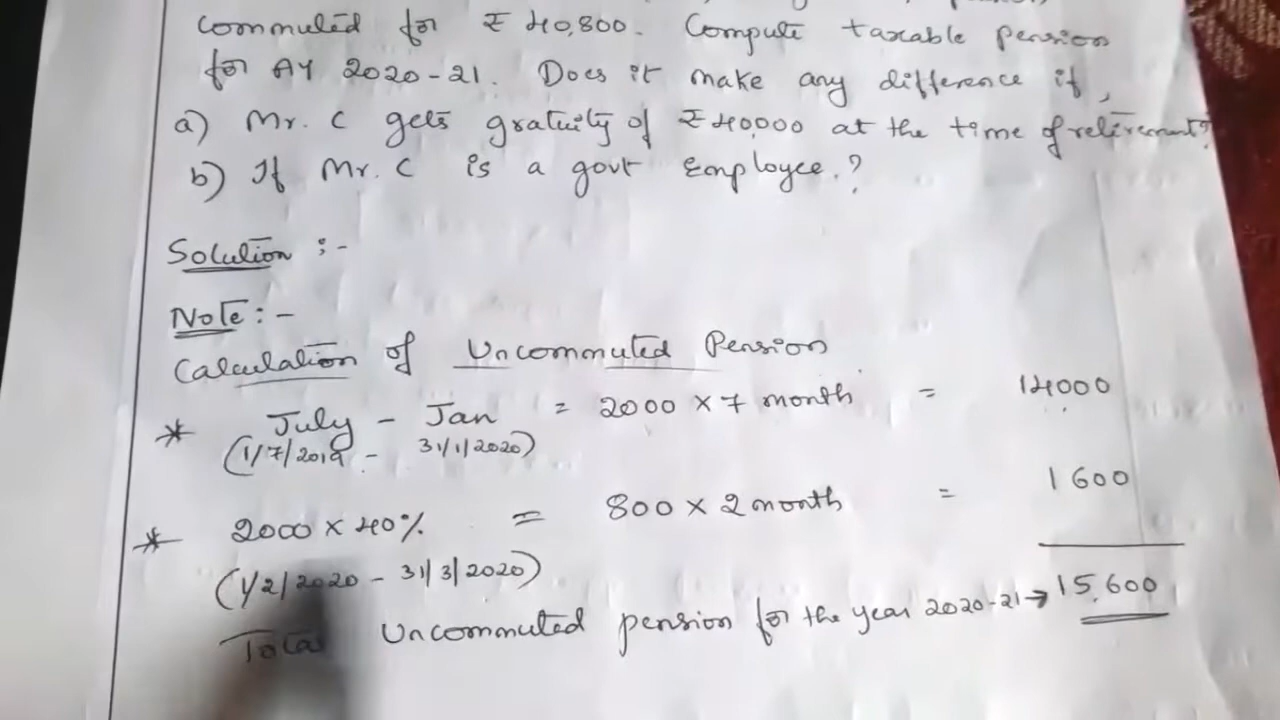 commuted for ₹ 40,800. Compute taxable pension
for AY 2020-21. Does it make any difference if,
a) Mr. C gets gratuity of ₹40,000 at the time of retirement?
b) If Mr. C is a govt Employee.?
Solution :-
Note :-
Calculation of Uncommuted Pension
* July - Jan = 2000 × 7 month = 14000
(1/7/2019 - 31/1/2020)
* 2000 × 40% = 800 × 2 month = 1600
(1/2/2020 - 31/3/2020)
Total Uncommuted pension for the year 2020-21 → 15,600